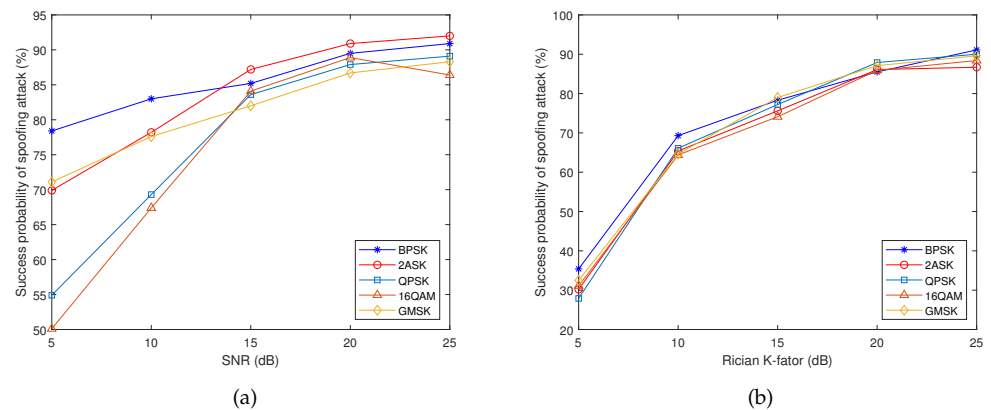 Success probability of spoofing attack (%)
95
90
85
80
75
70
65
60
55
50
5
10
15
20
25
SNR (dB)
BPSK
2ASK
QPSK
16QAM
GMSK
(a)
Success probability of spoofing attack (%)
100
90
80
70
60
50
40
30
20
5
10
15
20
25
Rician K-fator (dB)
BPSK
2ASK
QPSK
16QAM
GMSK
(b)